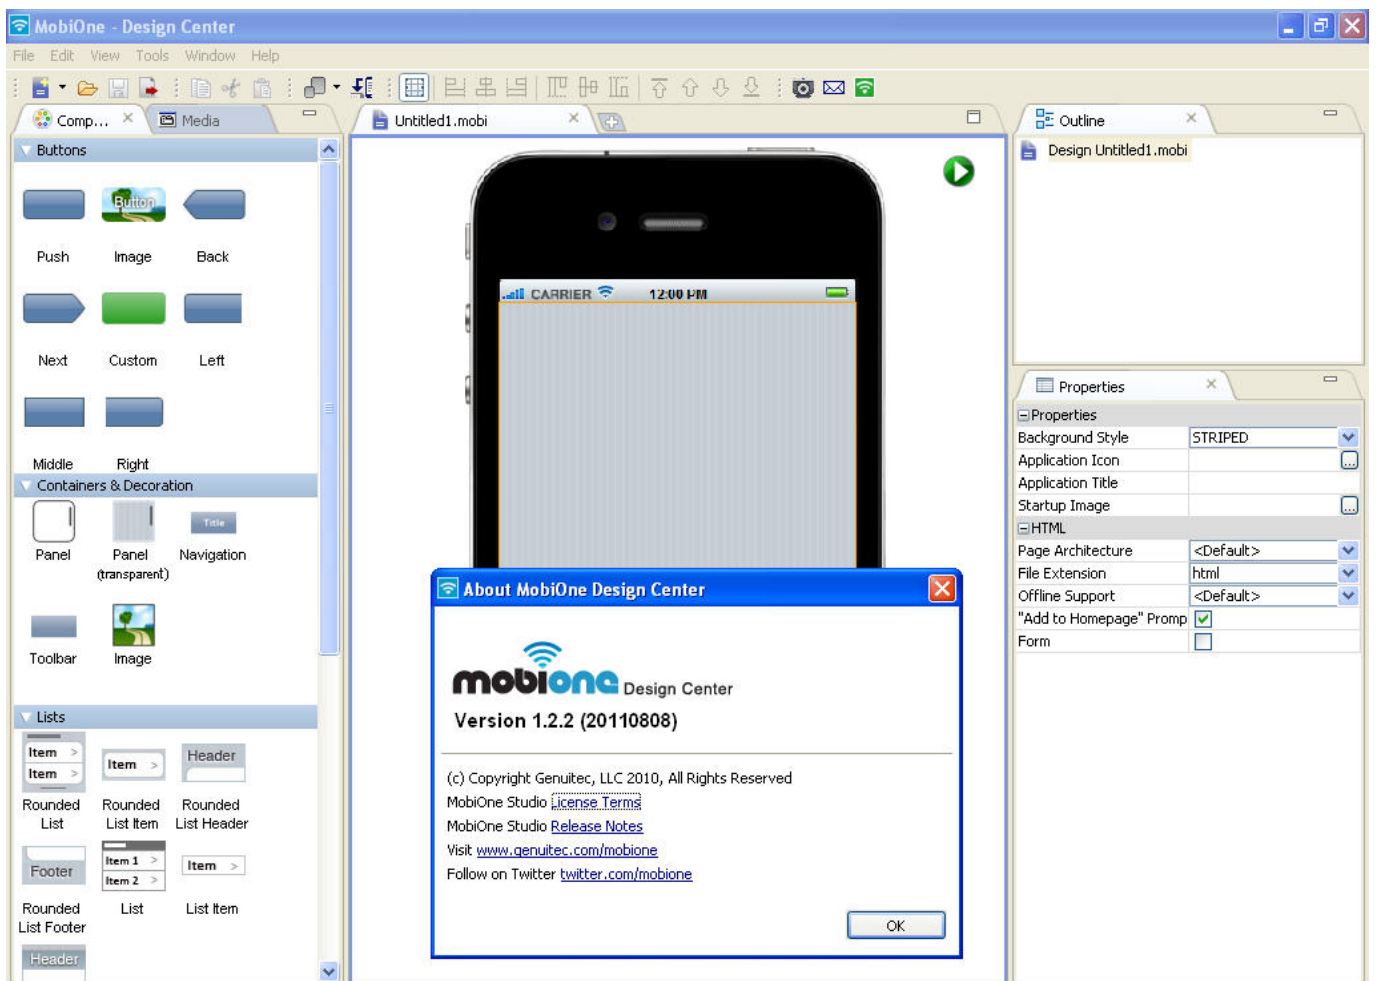 MobiOne - Design Center
File Edit View Tools Window Help
Comp... Media
Untitled1.mobi
Outline
Buttons
Design Untitled1.mobi
Button
Push Image Back
CARRIER 12:00 PM
Next Custom Left
Properties
Properties
Background Style STRIPED
Middle Right
Application Icon ...
Containers & Decoration
Application Title
Startup Image ...
Title
HTML
Panel Panel (transparent) Navigation
Page Architecture <Default>
File Extension html
Offline Support <Default>
"Add to Homepage" Promp
Form
About MobiOne Design Center
Toolbar Image
mobione Design Center
Version 1.2.2 (20110808)
Lists
Item >
Item >
Item >
Header
(c) Copyright Genuitec, LLC 2010, All Rights Reserved
MobiOne Studio License Terms
MobiOne Studio Release Notes
Visit www.genuitec.com/mobione
Follow on Twitter twitter.com/mobione
OK
Rounded List
Rounded List Item
Rounded List Header
Footer
Item 1 >
Item 2 >
Item >
Rounded List Footer
List
List Item
Header